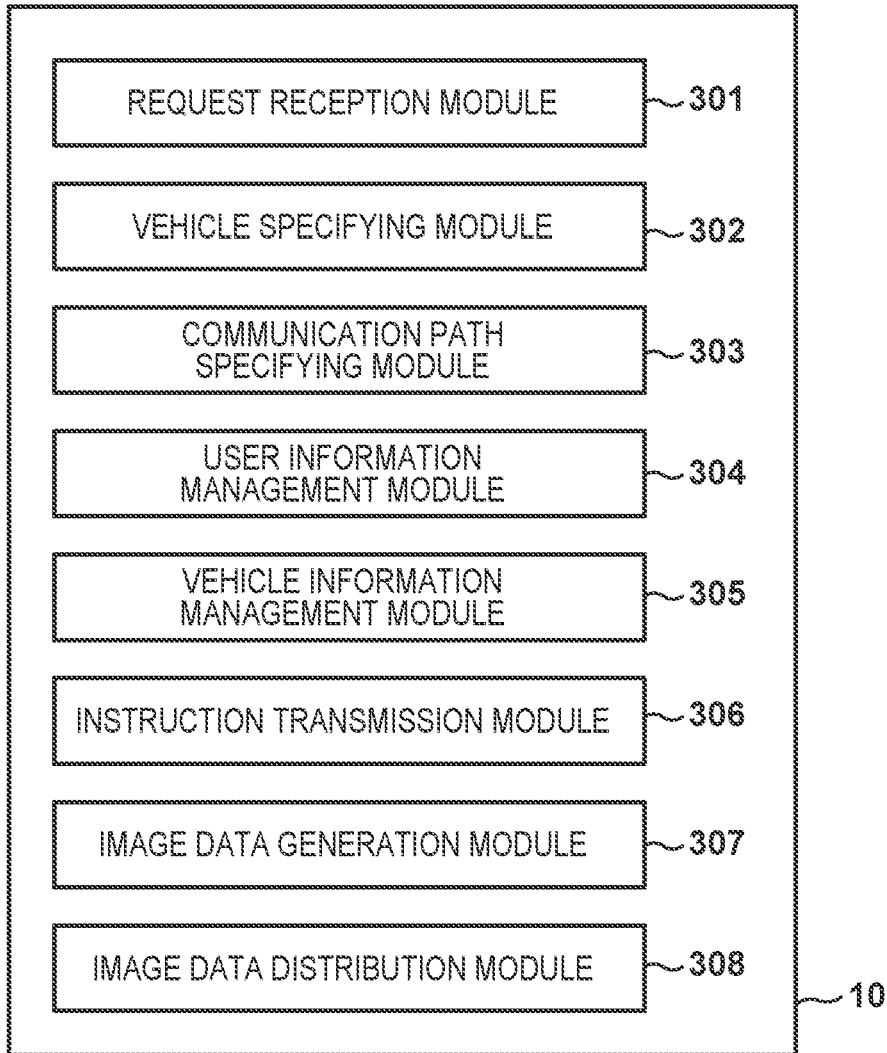 REQUEST RECEPTION MODULE 301
VEHICLE SPECIFYING MODULE 302
COMMUNICATION PATH
SPECIFYING MODULE 303
USER INFORMATION
MANAGEMENT MODULE 304
VEHICLE INFORMATION
MANAGEMENT MODULE 305
INSTRUCTION TRANSMISSION MODULE 306
IMAGE DATA GENERATION MODULE 307
IMAGE DATA DISTRIBUTION MODULE 308
10